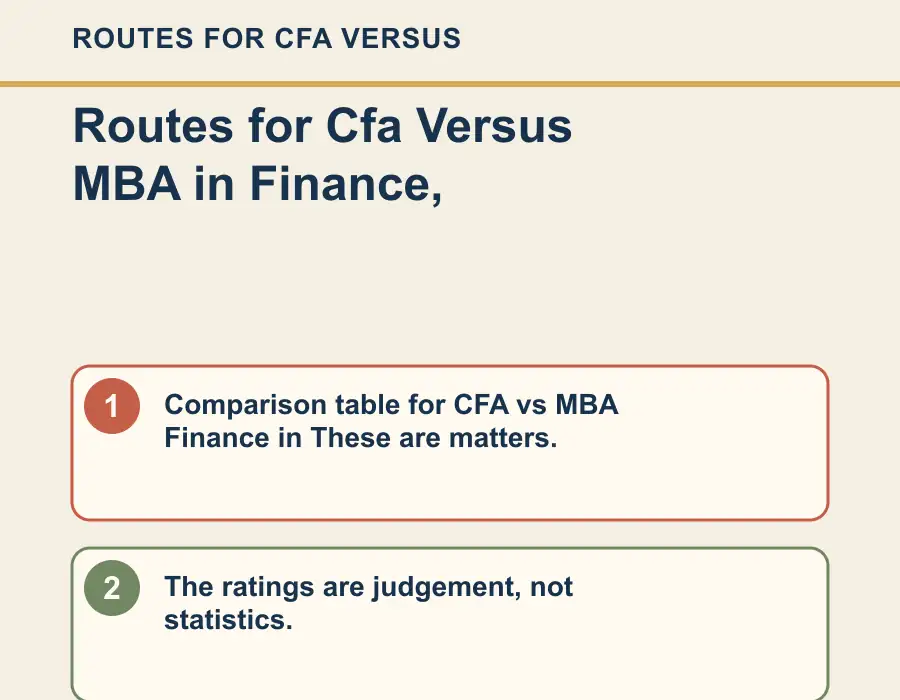 ROUTES FOR CFA VERSUS
Routes for Cfa Versus
MBA in Finance,
1
Comparison table for CFA vs MBA
Finance in These are matters.
2
The ratings are judgement, not
statistics.